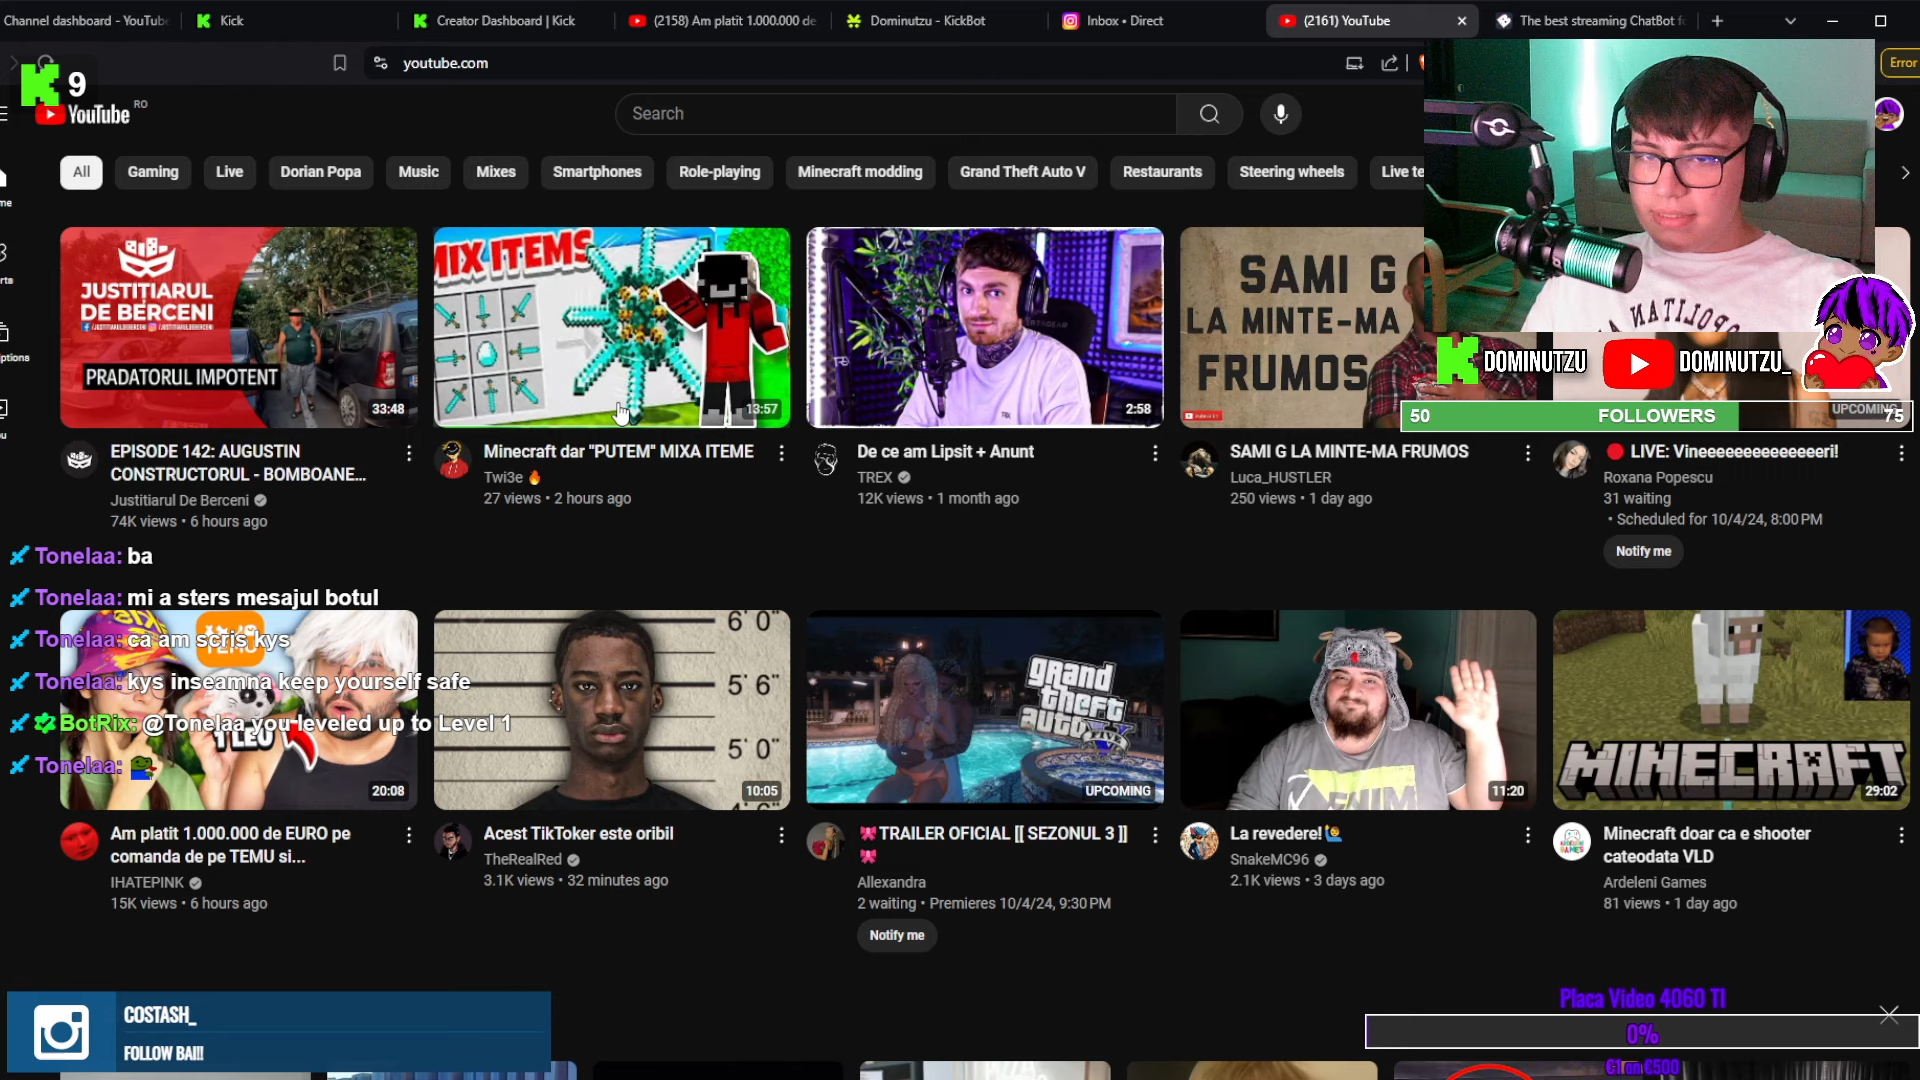 Channel dashboard - YouTube
Kick
Creator Dashboard | Kick
(2158) Am platit 1.000.000 de
Dominutzu - KickBot
Inbox • Direct
(2161) YouTube
The best streaming ChatBot fo
youtube.com
Error
9
YouTube RO
Search
All
Gaming
Live
Dorian Popa
Music
Mixes
Smartphones
Role-playing
Minecraft modding
Grand Theft Auto V
Restaurants
Steering wheels
Live te
JUSTITIARUL
DE BERCENI
PRADATORUL IMPOTENT
33:48
MIX ITEMS
13:57
2:58
SAMI G
LA MINTE-MA
FRUMOS
DOMINUTZU
DOMINUTZU_
UPCOMING
50
FOLLOWERS
75
EPISODE 142: AUGUSTIN
CONSTRUCTORUL - BOMBOANE...
Justitiarul De Berceni
74K views • 6 hours ago
Minecraft dar "PUTEM" MIXA ITEME
Twi3e
27 views • 2 hours ago
De ce am Lipsit + Anunt
TREX
12K views • 1 month ago
SAMI G LA MINTE-MA FRUMOS
Luca_HUSTLER
250 views • 1 day ago
LIVE: Vineeeeeeeeeeeeeri!
Roxana Popescu
31 waiting
• Scheduled for 10/4/24, 8:00 PM
Notify me
Tonelaa: ba
Tonelaa: mi a sters mesajul botul
Tonelaa: ca am scris kys
Tonelaa: kys inseamna keep yourself safe
BotRix: @Tonelaa you leveled up to Level 1
Tonelaa:
1 LEU
20:08
6' 0"
5' 6"
5' 0"
10:05
grand
theft
auto
V
FIVE
UPCOMING
11:20
MINECRAFT
29:02
Am platit 1.000.000 de EURO pe
comanda de pe TEMU si...
IHATEPINK
15K views • 6 hours ago
Acest TikToker este oribil
TheRealRed
3.1K views • 32 minutes ago
TRAILER OFICIAL [[ SEZONUL 3 ]]
Allexandra
2 waiting • Premieres 10/4/24, 9:30 PM
Notify me
La revedere!
SnakeMC96
2.1K views • 3 days ago
Minecraft doar ca e shooter
cateodata VLD
Ardeleni Games
81 views • 1 day ago
COSTASH_
FOLLOW BAI!!
Placa Video 4060 TI
0%
€1 on €500